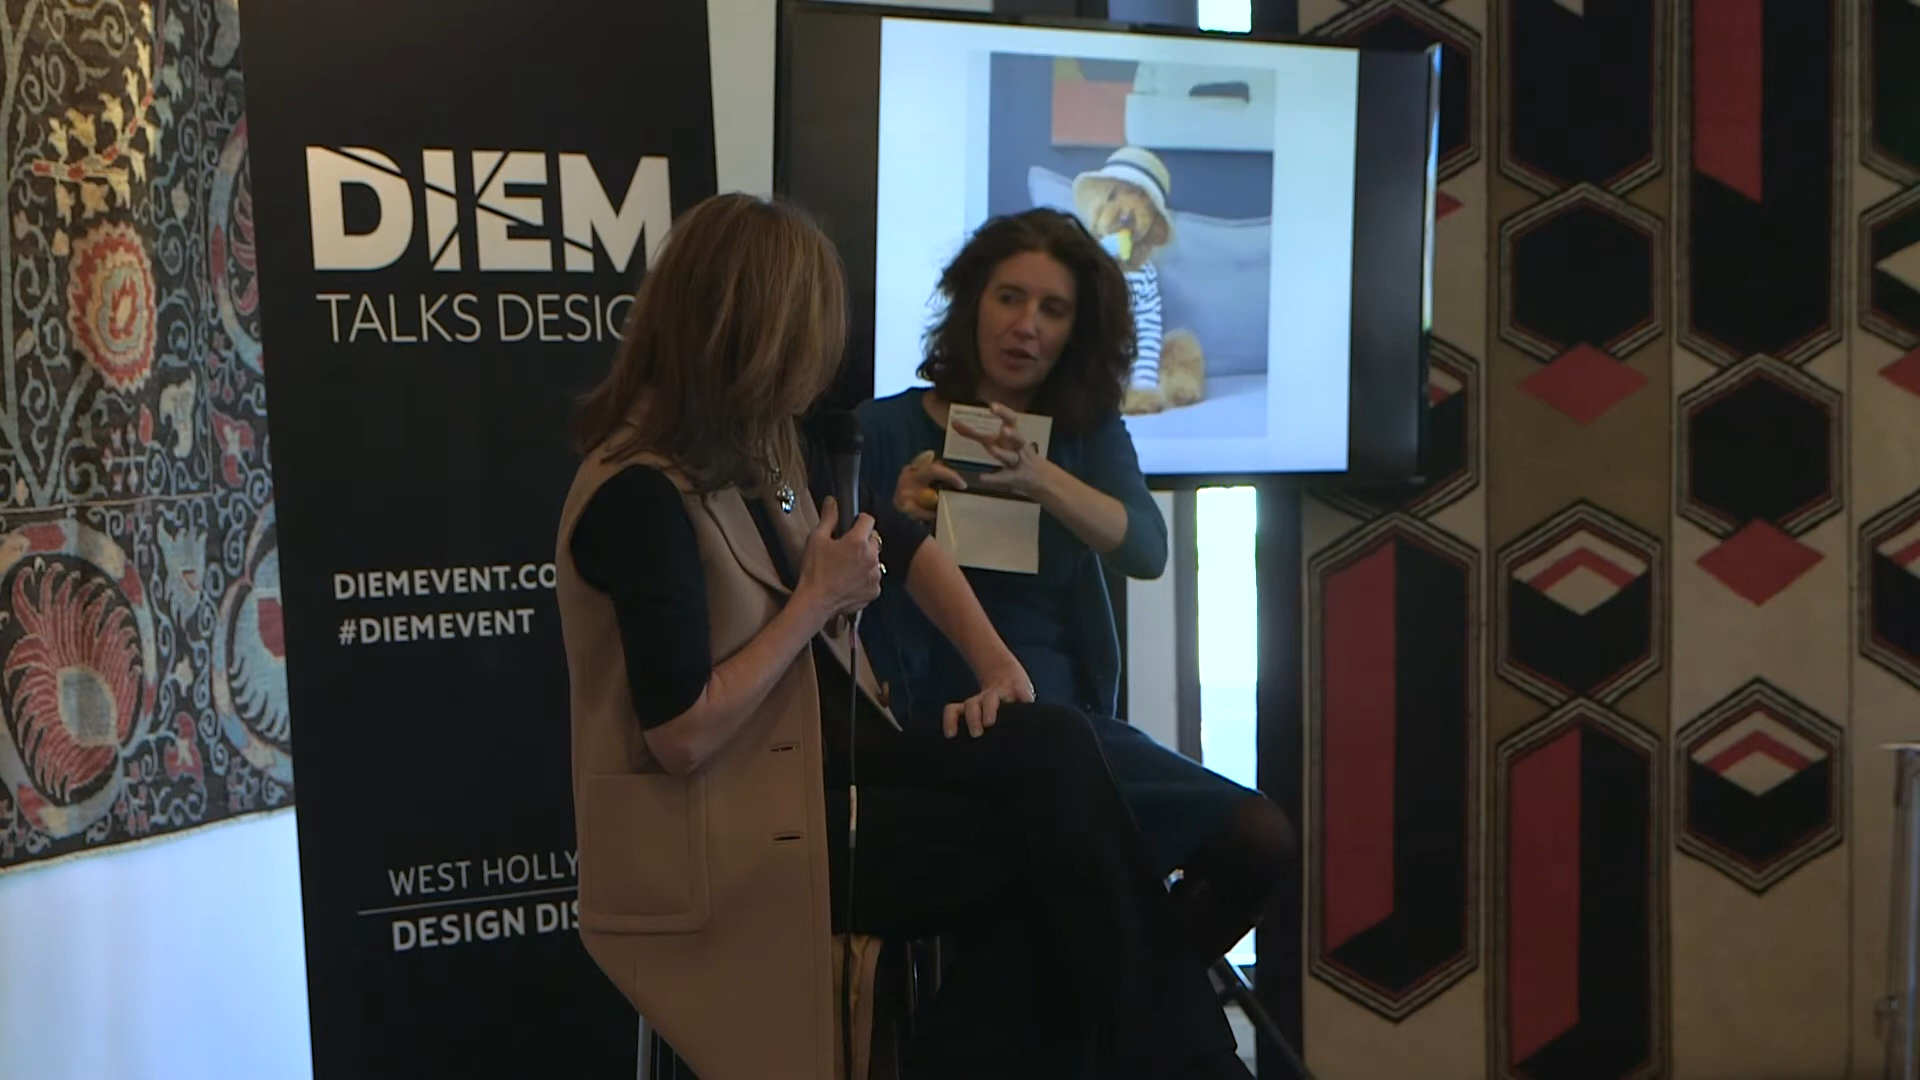 DIEM
TALKS DESIG
DIEMEVENT.CO
#DIEMEVENT
WEST HOLLY
DESIGN DIS